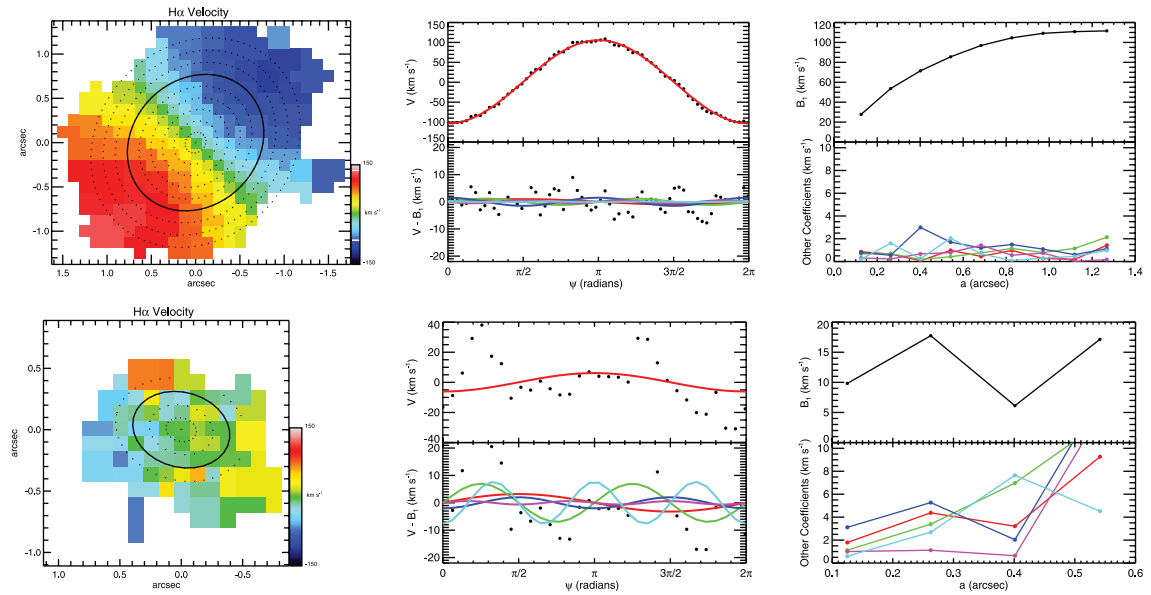 Hα Velocity
1.0
0.5
0.0
-0.5
-1.0
arcsec
1.5 1.0 0.5 0.0 -0.5 -1.0 -1.5
arcsec
150
km s⁻¹
-150
100
50
0
-50
-100
-150
V (km s⁻¹)
20
10
0
-10
-20
V - B₁ (km s⁻¹)
0 π/2 π 3π/2 2π
ψ (radians)
120
100
80
60
40
20
0
B₁ (km s⁻¹)
10
8
6
4
2
0
Other Coefficients (km s⁻¹)
0.0 0.2 0.4 0.6 0.8 1.0 1.2 1.4
a (arcsec)
Hα Velocity
0.5
0.0
-0.5
-1.0
arcsec
1.0 0.5 0.0 -0.5
arcsec
150
km s⁻¹
-150
40
20
0
-20
-40
V (km s⁻¹)
20
10
0
-10
-20
V - B₁ (km s⁻¹)
0 π/2 π 3π/2 2π
ψ (radians)
20
15
10
5
0
B₁ (km s⁻¹)
10
8
6
4
2
0
Other Coefficients (km s⁻¹)
0.1 0.2 0.3 0.4 0.5 0.6
a (arcsec)